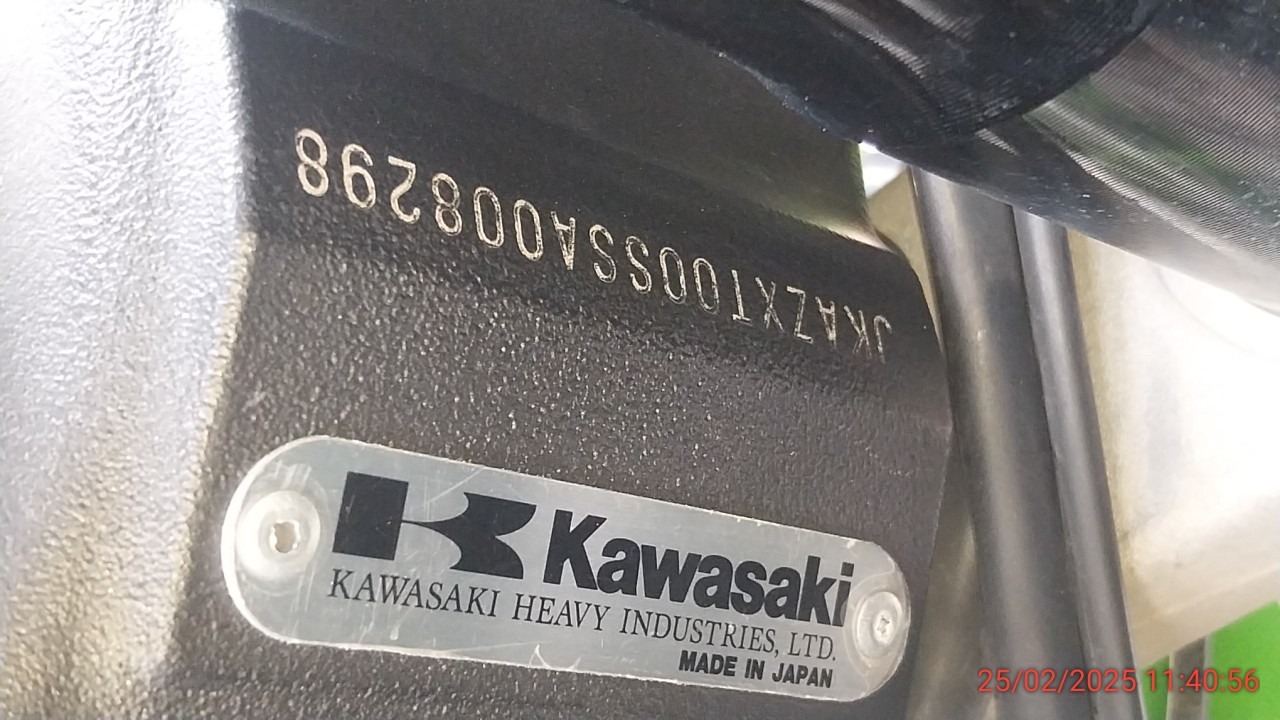 JKAZXT00SSA008298
Kawasaki
KAWASAKI HEAVY INDUSTRIES, LTD.
MADE IN JAPAN
25/02/2025 11:40:56